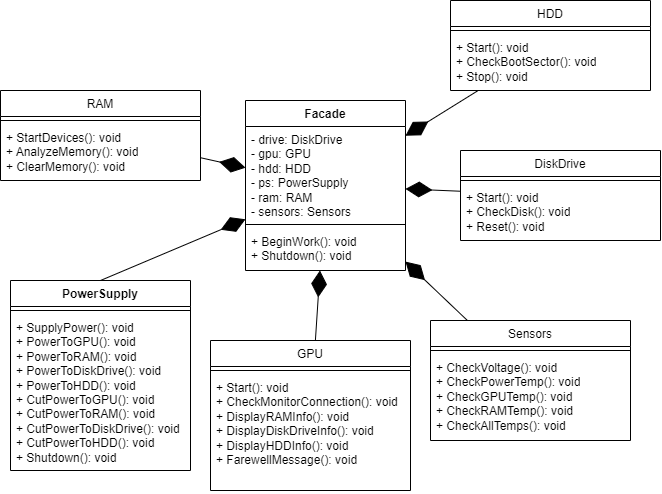 HDD
+ Start(): void
+ CheckBootSector(): void
+ Stop(): void
RAM
+ StartDevices(): void
+ AnalyzeMemory(): void
+ ClearMemory(): void
Facade
- drive: DiskDrive
- gpu: GPU
- hdd: HDD
- ps: PowerSupply
- ram: RAM
- sensors: Sensors
+ BeginWork(): void
+ Shutdown(): void
DiskDrive
+ Start(): void
+ CheckDisk(): void
+ Reset(): void
PowerSupply
+ SupplyPower(): void
+ PowerToGPU(): void
+ PowerToRAM(): void
+ PowerToDiskDrive(): void
+ PowerToHDD(): void
+ CutPowerToGPU(): void
+ CutPowerToRAM(): void
+ CutPowerToDiskDrive(): void
+ CutPowerToHDD(): void
+ Shutdown(): void
GPU
+ Start(): void
+ CheckMonitorConnection(): void
+ DisplayRAMInfo(): void
+ DisplayDiskDriveInfo(): void
+ DisplayHDDInfo(): void
+ FarewellMessage(): void
Sensors
+ CheckVoltage(): void
+ CheckPowerTemp(): void
+ CheckGPUTemp(): void
+ CheckRAMTemp(): void
+ CheckAllTemps(): void